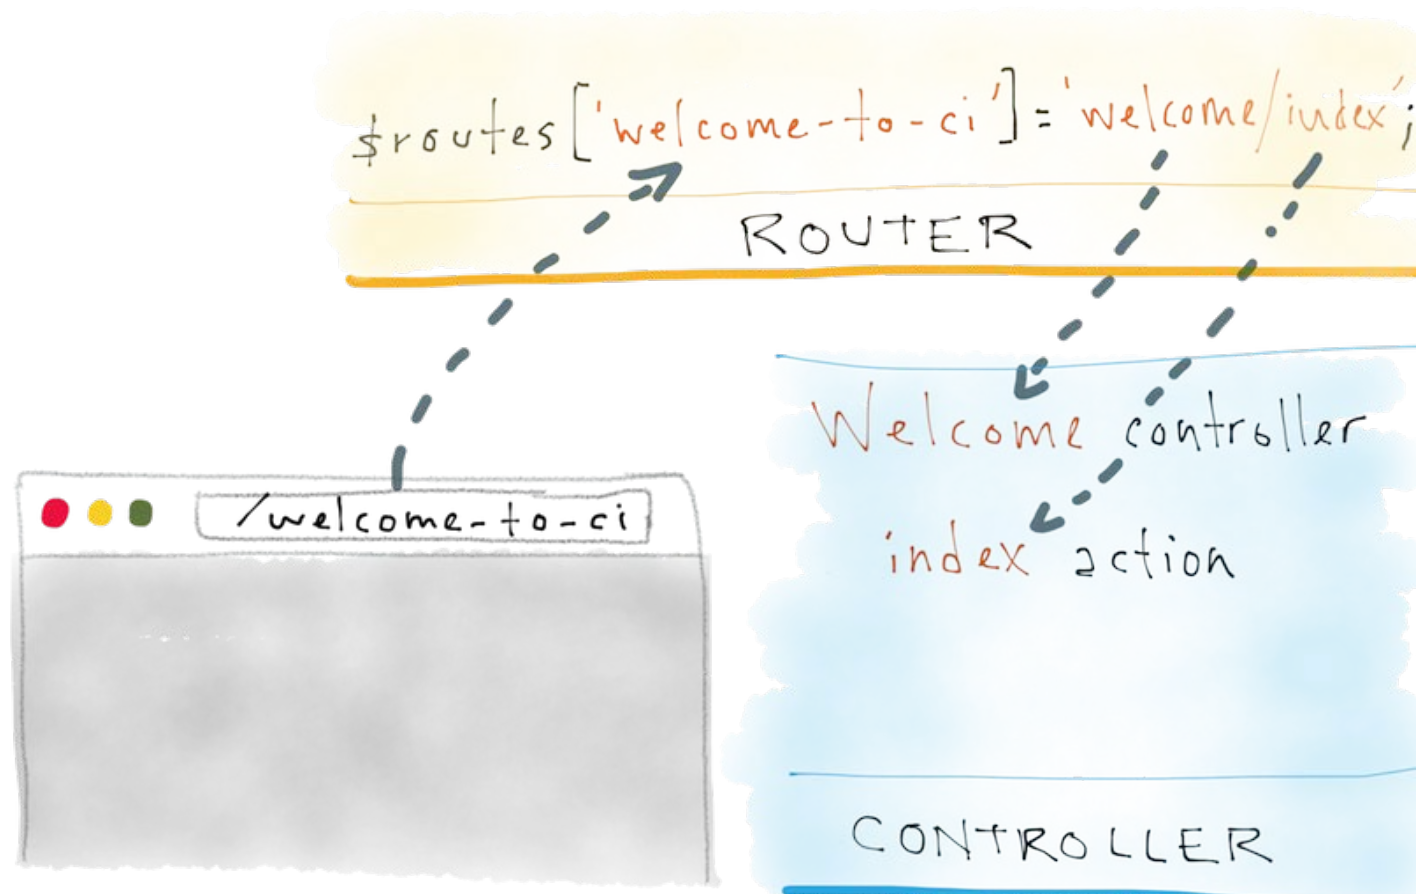 $routes['welcome-to-ci']='welcome/index';
ROUTER
/welcome-to-ci
Welcome controller
index action
CONTROLLER